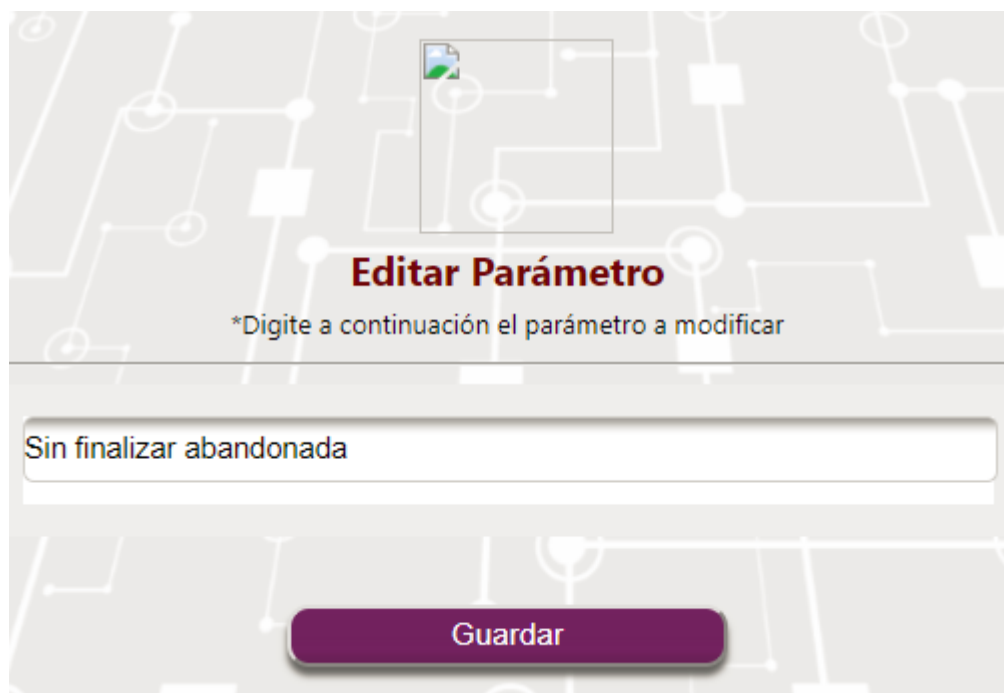 Editar Parámetro
*Digite a continuación el parámetro a modificar
Sin finalizar abandonada
Guardar